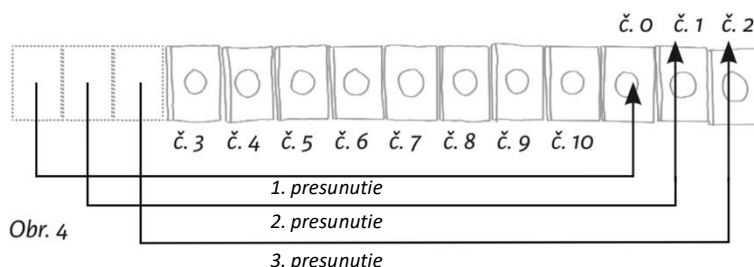 č. 0 č. 1 č. 2
č. 3 č. 4 č. 5 č. 6 č. 7 č. 8 č. 9 č. 10
1. presunutie
2. presunutie
Obr. 4
3. presunutie